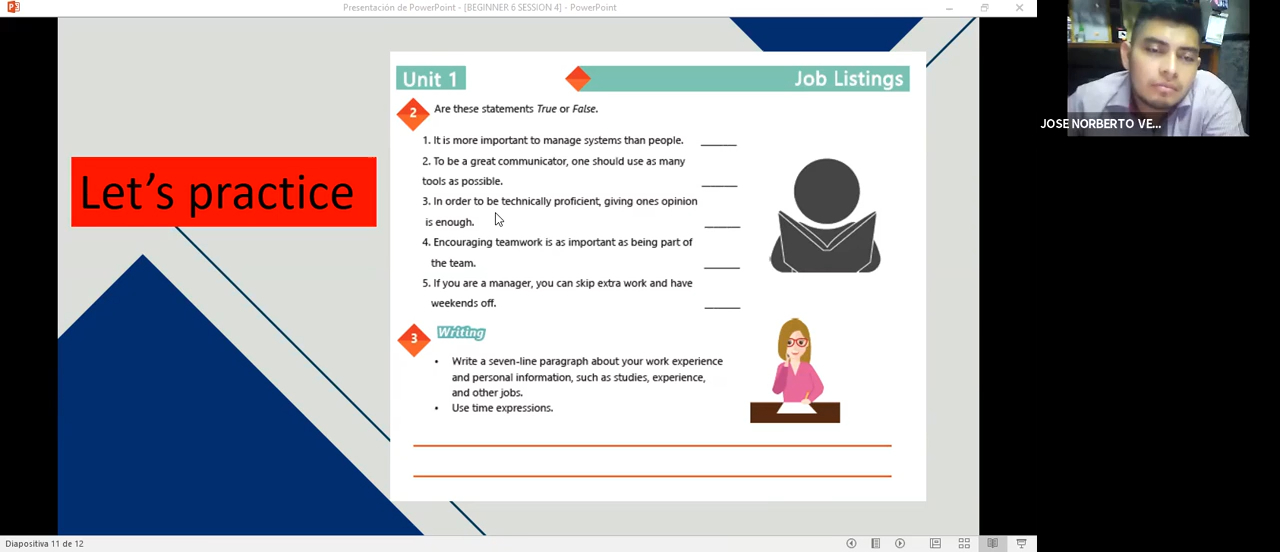 Presentación de PowerPoint - [BEGINNER 6 SESSION 4] - PowerPoint
Unit 1
Job Listings
Let's practice
2
Are these statements True or False.
1. It is more important to manage systems than people. ______
2. To be a great communicator, one should use as many
tools as possible. ______
3. In order to be technically proficient, giving ones opinion
is enough. ______
4. Encouraging teamwork is as important as being part of
the team. ______
5. If you are a manager, you can skip extra work and have
weekends off. ______
3
Writing
• Write a seven-line paragraph about your work experience
and personal information, such as studies, experience,
and other jobs.
• Use time expressions.
JOSE NORBERTO VE...
Diapositiva 11 de 12